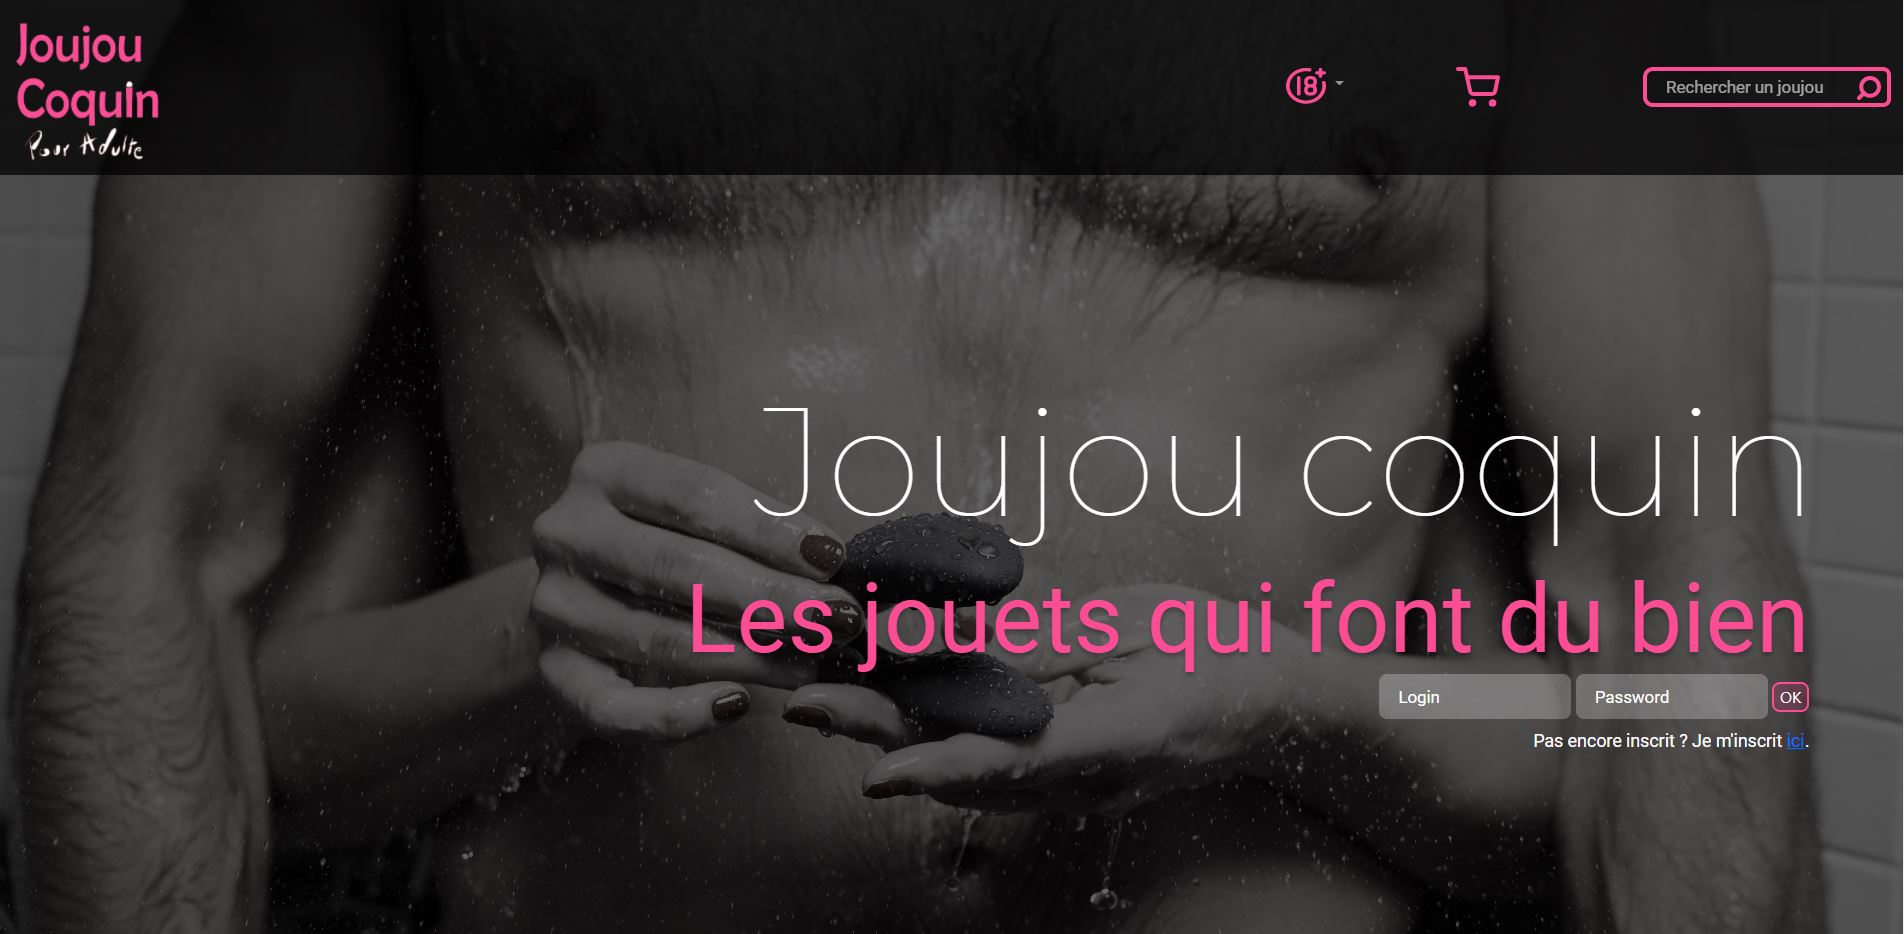 Joujou
Coquin
Pour Adulte
18+
Rechercher un joujou
Joujou coquin
Les jouets qui font du bien
Login
Password
OK
Pas encore inscrit ? Je m'inscrit ici.